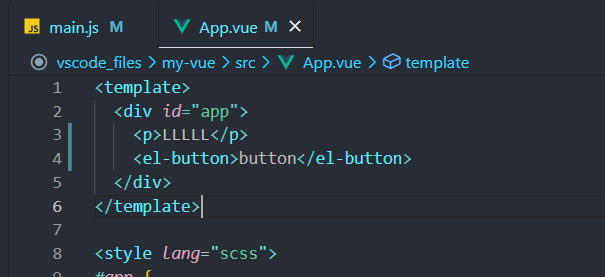 JS main.js M App.vue M ×
vscode_files > my-vue > src > App.vue > template
1 <template>
2 <div id="app">
3 <p>LLLLL</p>
4 <el-button>button</el-button>
5 </div>
6 </template>
7
8 <style lang="scss">
9 #app {